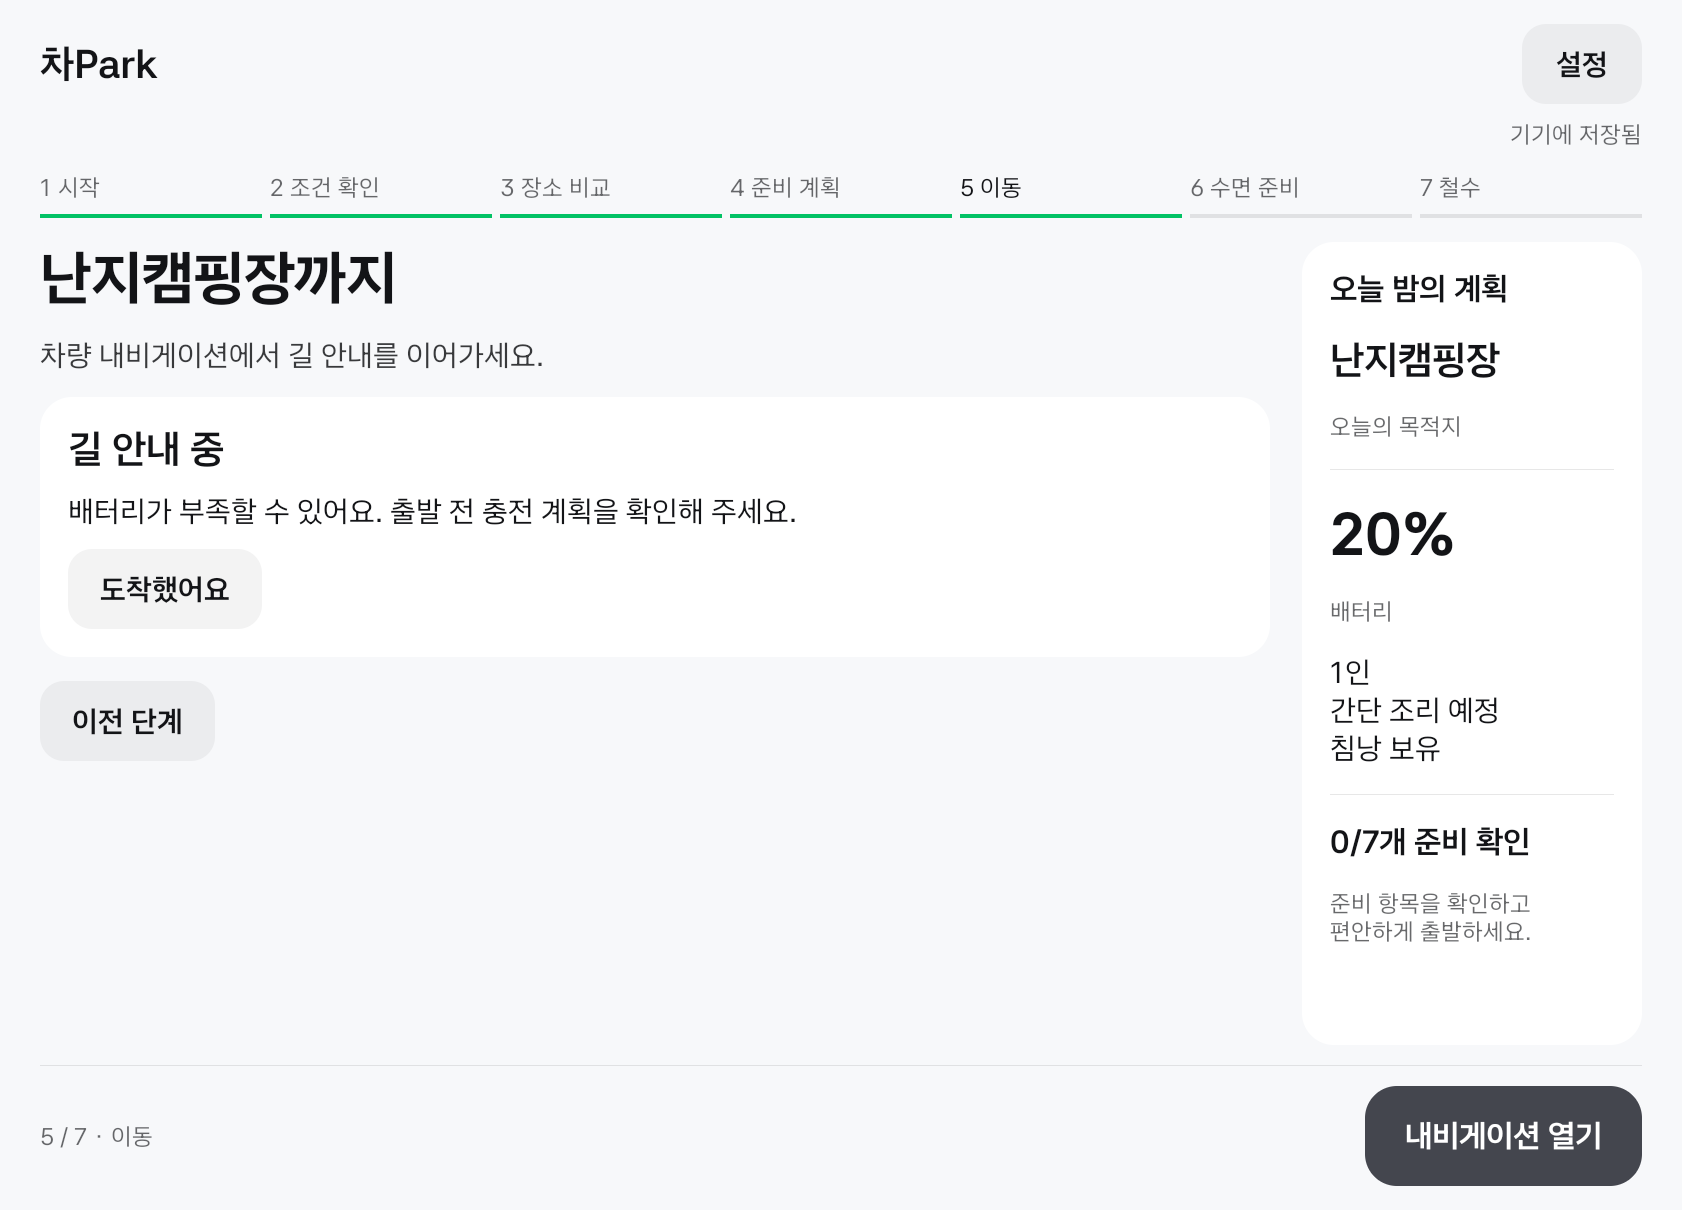 차Park
설정
기기에 저장됨
1 시작
2 조건 확인
3 장소 비교
4 준비 계획
5 이동
6 수면 준비
7 철수
난지캠핑장까지
차량 내비게이션에서 길 안내를 이어가세요.
길 안내 중
배터리가 부족할 수 있어요. 출발 전 충전 계획을 확인해 주세요.
도착했어요
이전 단계
오늘 밤의 계획
난지캠핑장
오늘의 목적지
20%
배터리
1인
간단 조리 예정
침낭 보유
0/7개 준비 확인
준비 항목을 확인하고
편안하게 출발하세요.
5 / 7 · 이동
내비게이션 열기